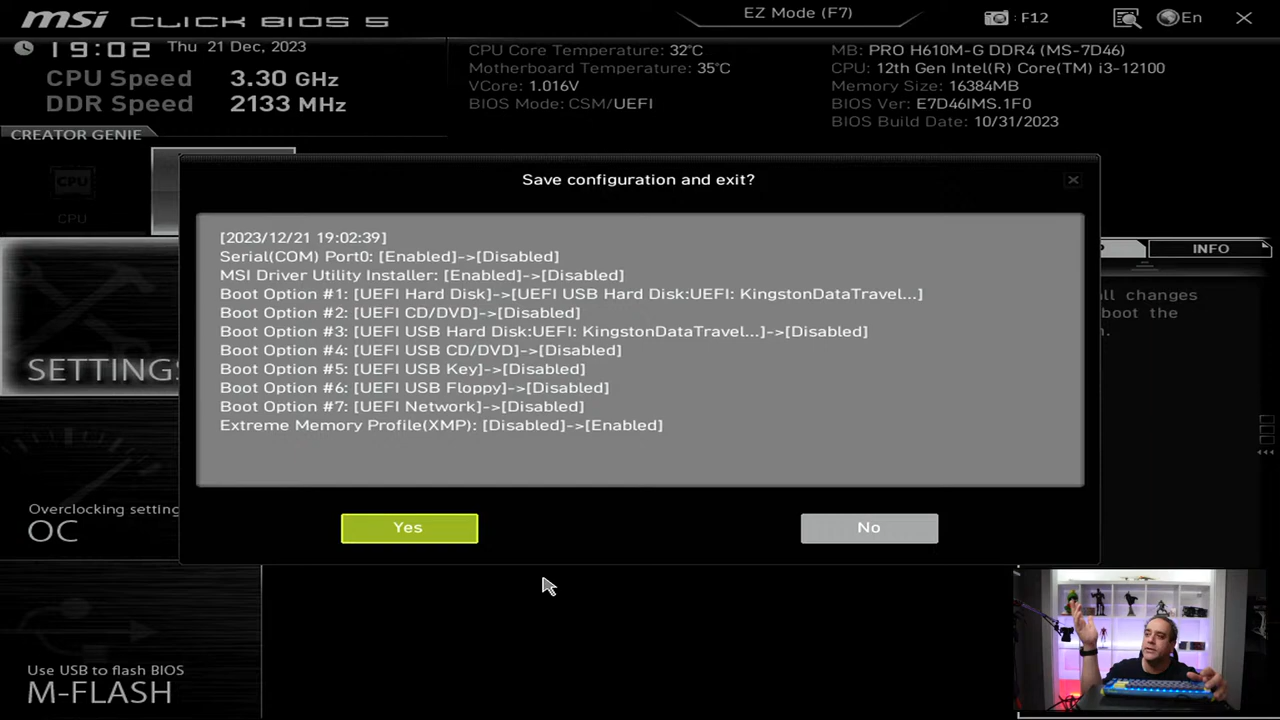 msi CLICK BIOS 5
EZ Mode (F7)
F12
En
19:02 Thu 21 Dec, 2023
CPU Speed 3.30 GHz
DDR Speed 2133 MHz
CPU Core Temperature: 32°C
Motherboard Temperature: 35°C
VCore: 1.016V
BIOS Mode: CSM/UEFI
MB: PRO H610M-G DDR4 (MS-7D46)
CPU: 12th Gen Intel(R) Core(TM) i3-12100
Memory Size: 16384MB
BIOS Ver: E7D46IMS.1F0
BIOS Build Date: 10/31/2023
CREATOR GENIE
CPU
CPU
Save configuration and exit?
[2023/12/21 19:02:39]
Serial(COM) Port0: [Enabled]->[Disabled]
MSI Driver Utility Installer: [Enabled]->[Disabled]
Boot Option #1: [UEFI Hard Disk]->[UEFI USB Hard Disk:UEFI: KingstonDataTravel...]
Boot Option #2: [UEFI CD/DVD]->[Disabled]
Boot Option #3: [UEFI USB Hard Disk:UEFI: KingstonDataTravel...]->[Disabled]
Boot Option #4: [UEFI USB CD/DVD]->[Disabled]
Boot Option #5: [UEFI USB Key]->[Disabled]
Boot Option #6: [UEFI USB Floppy]->[Disabled]
Boot Option #7: [UEFI Network]->[Disabled]
Extreme Memory Profile(XMP): [Disabled]->[Enabled]
Yes
No
INFO
all changes
boot the
SETTINGS
Overclocking setting
OC
Use USB to flash BIOS
M-FLASH